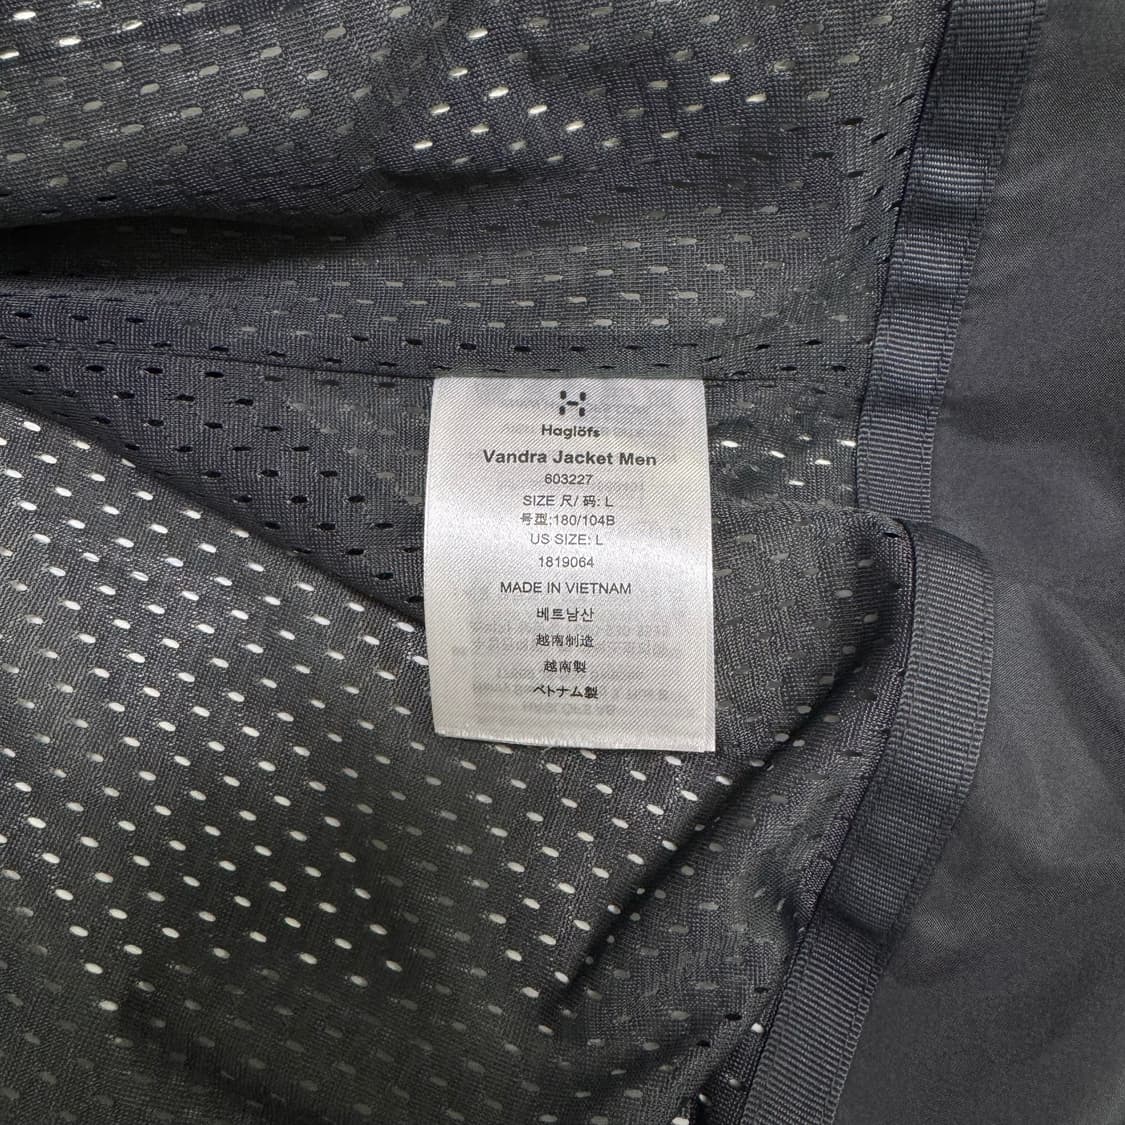 Haglöfs
Vandra Jacket Men
603227
SIZE 尺/ 码: L
号型:180/104B
US SIZE: L
1819064
MADE IN VIETNAM
베트남산
越南制造
越南製
ベトナム製